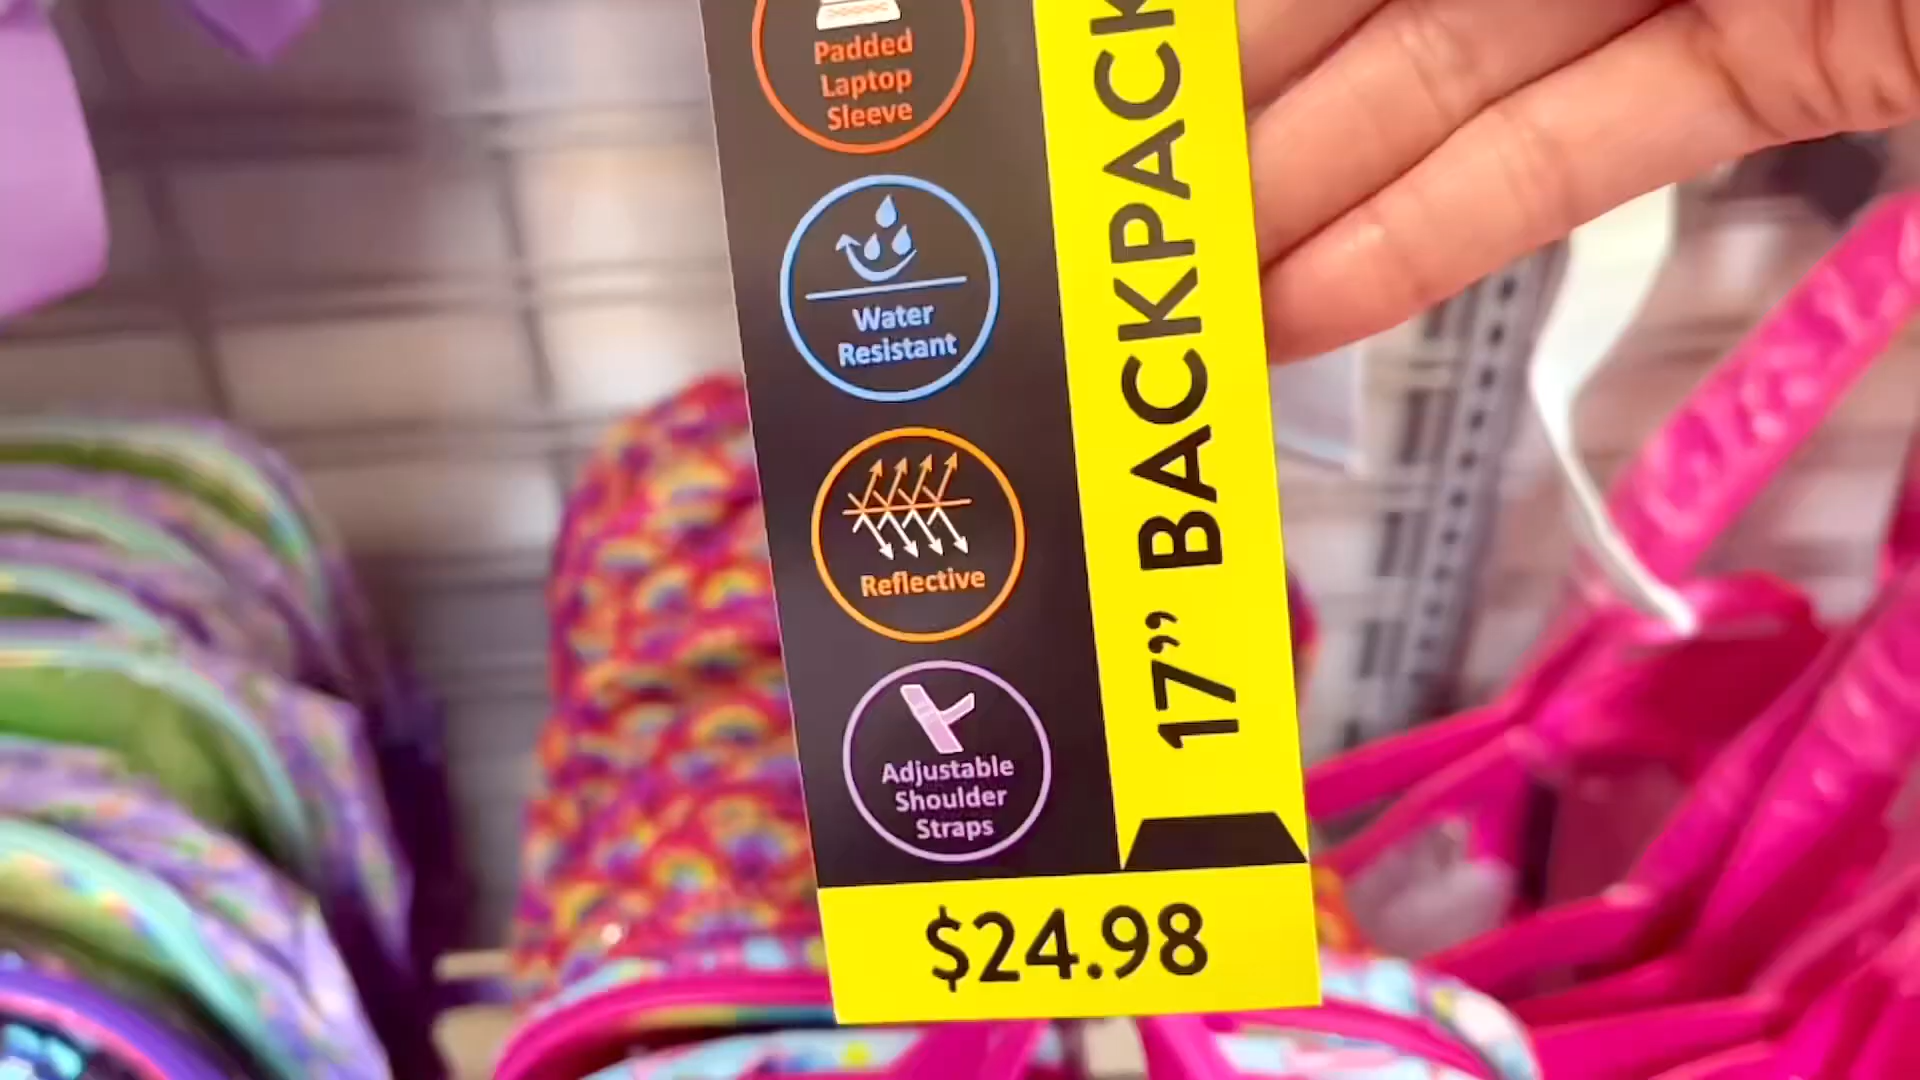 Padded
Laptop
Sleeve
Water
Resistant
Reflective
Adjustable
Shoulder
Straps
17” BACKPACK
$24.98